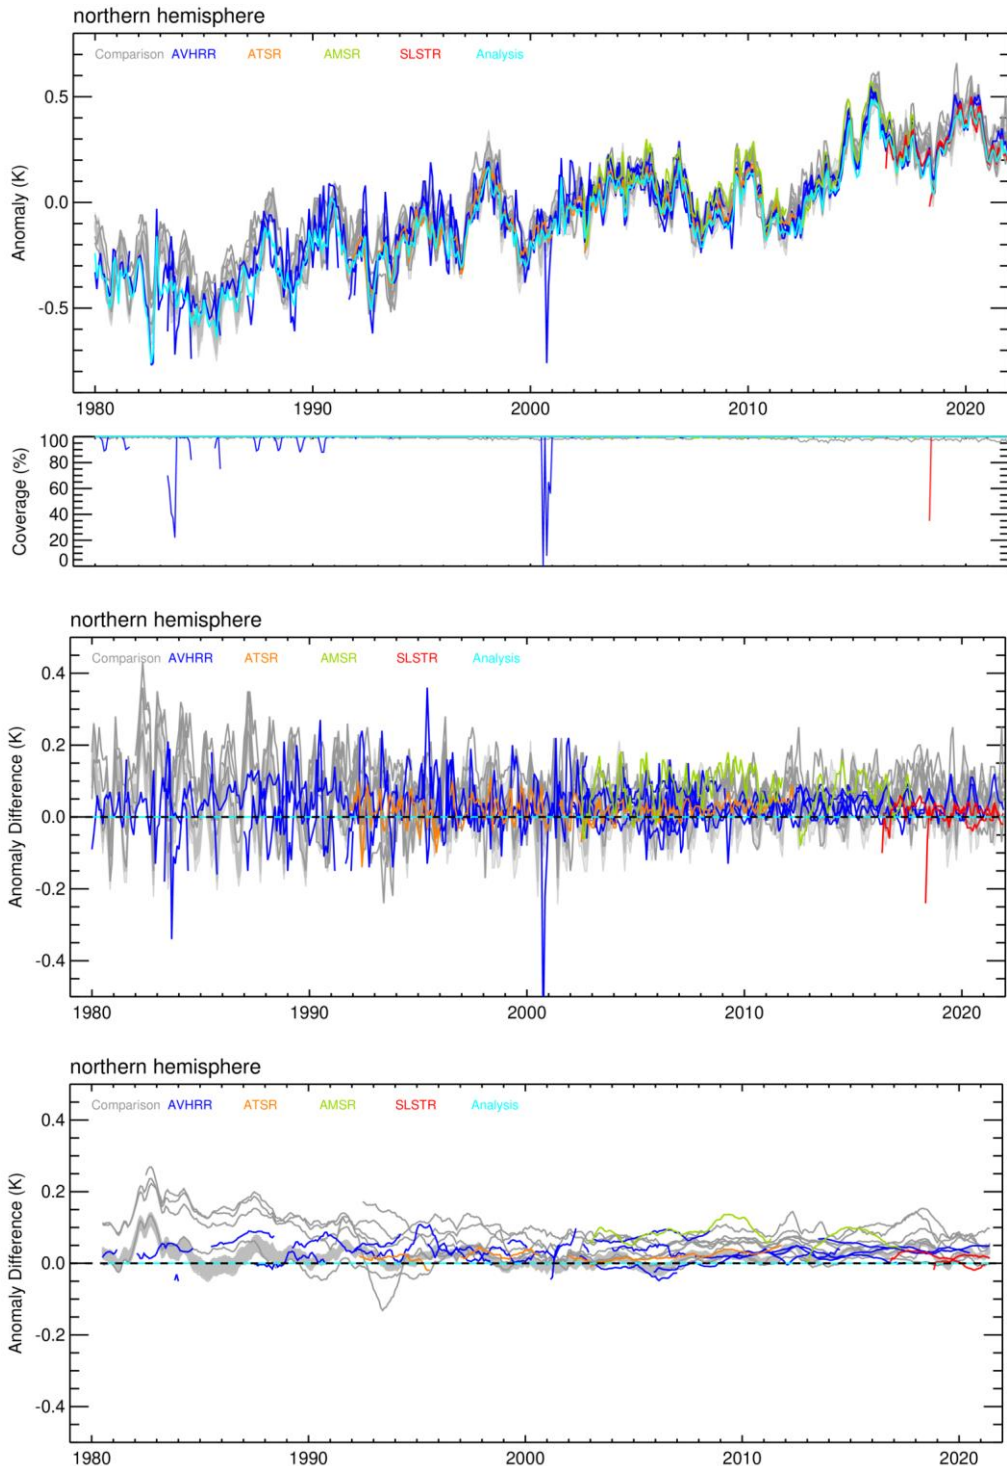 northern hemisphere
Comparison AVHRR ATSR AMSR SLSTR Analysis
Anomaly (K)
0.5
0.0
-0.5
1980 1990 2000 2010 2020
Coverage (%)
100
80
60
40
20
0
northern hemisphere
Comparison AVHRR ATSR AMSR SLSTR Analysis
Anomaly Difference (K)
0.4
0.2
0.0
-0.2
-0.4
1980 1990 2000 2010 2020
northern hemisphere
Comparison AVHRR ATSR AMSR SLSTR Analysis
Anomaly Difference (K)
0.4
0.2
0.0
-0.2
-0.4
1980 1990 2000 2010 2020